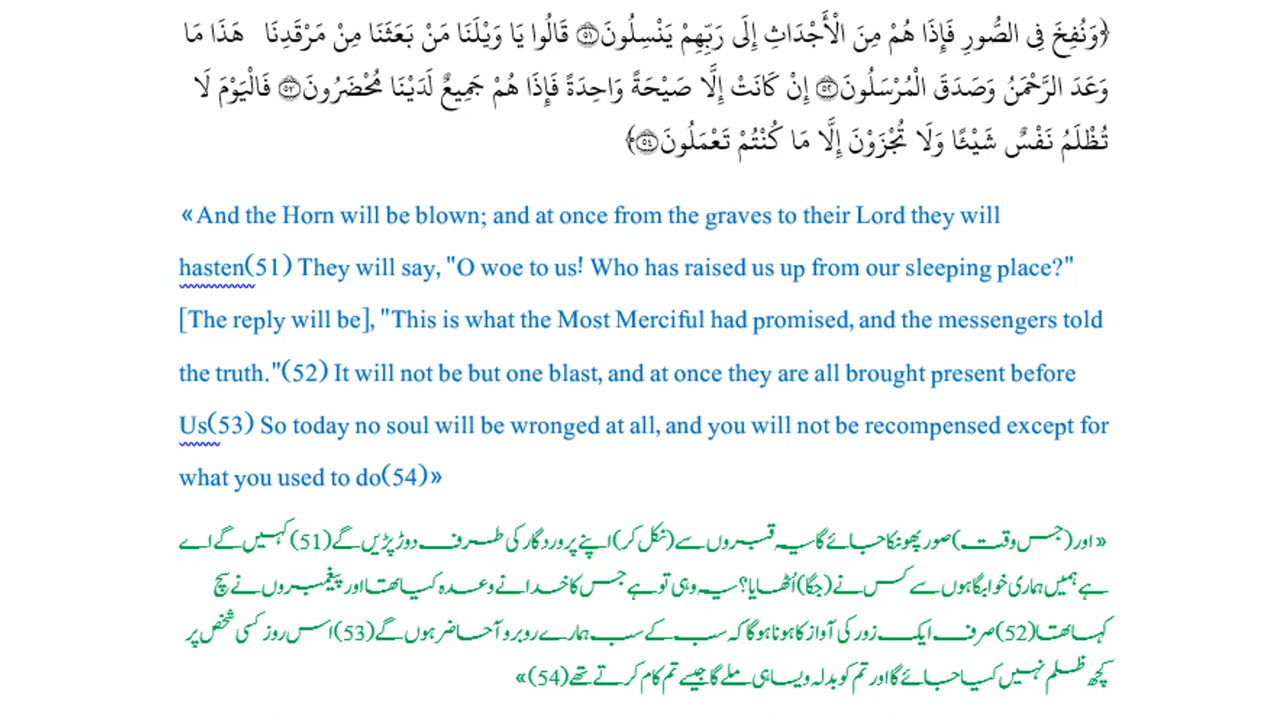 ﴿وَنُفِخَ فِي الصُّورِ فَإِذَا هُمْ مِنَ الْأَجْدَاثِ إِلَى رَبِّهِمْ يَنْسِلُونَ۝٥١ قَالُوا يَا وَيْلَنَا مَنْ بَعَثَنَا مِنْ مَرْقَدِنَا هَذَا مَا
وَعَدَ الرَّحْمَنُ وَصَدَقَ الْمُرْسَلُونَ۝٥٢ إِنْ كَانَتْ إِلَّا صَيْحَةً وَاحِدَةً فَإِذَا هُمْ جَمِيعٌ لَدَيْنَا مُحْضَرُونَ۝٥٣ فَالْيَوْمَ لَا
تُظْلَمُ نَفْسٌ شَيْئًا وَلَا تُجْزَوْنَ إِلَّا مَا كُنْتُمْ تَعْمَلُونَ۝٥٤﴾
«And the Horn will be blown; and at once from the graves to their Lord they will
hasten(51) They will say, "O woe to us! Who has raised us up from our sleeping place?"
[The reply will be], "This is what the Most Merciful had promised, and the messengers told
the truth."(52) It will not be but one blast, and at once they are all brought present before
Us(53) So today no soul will be wronged at all, and you will not be recompensed except for
what you used to do(54)»
«اور(جس وقت)صور پھونکا جائے گا یہ قبروں سے(نکل کر)اپنے پروردگار کی طرف دوڑ پڑیں گے(51)کہیں گے اے
ہے ہمیں ہماری خوابگاہوں سے کس نے(جگا)اُٹھایا؟ یہ وہی تو ہے جس کا خدا نے وعدہ کیا تھا اور پیغمبروں نے سچ
کہا تھا(52)صرف ایک زور کی آواز کا ہونا ہوگا کہ سب کے سب ہمارے روبرو آحاضر ہوں گے(53)اس روز کسی شخص پر
کچھ ظلم نہیں کیا جائے گا اور تم کو بدلہ ویسا ہی ملے گا جیسے تم کام کرتے تھے(54)»